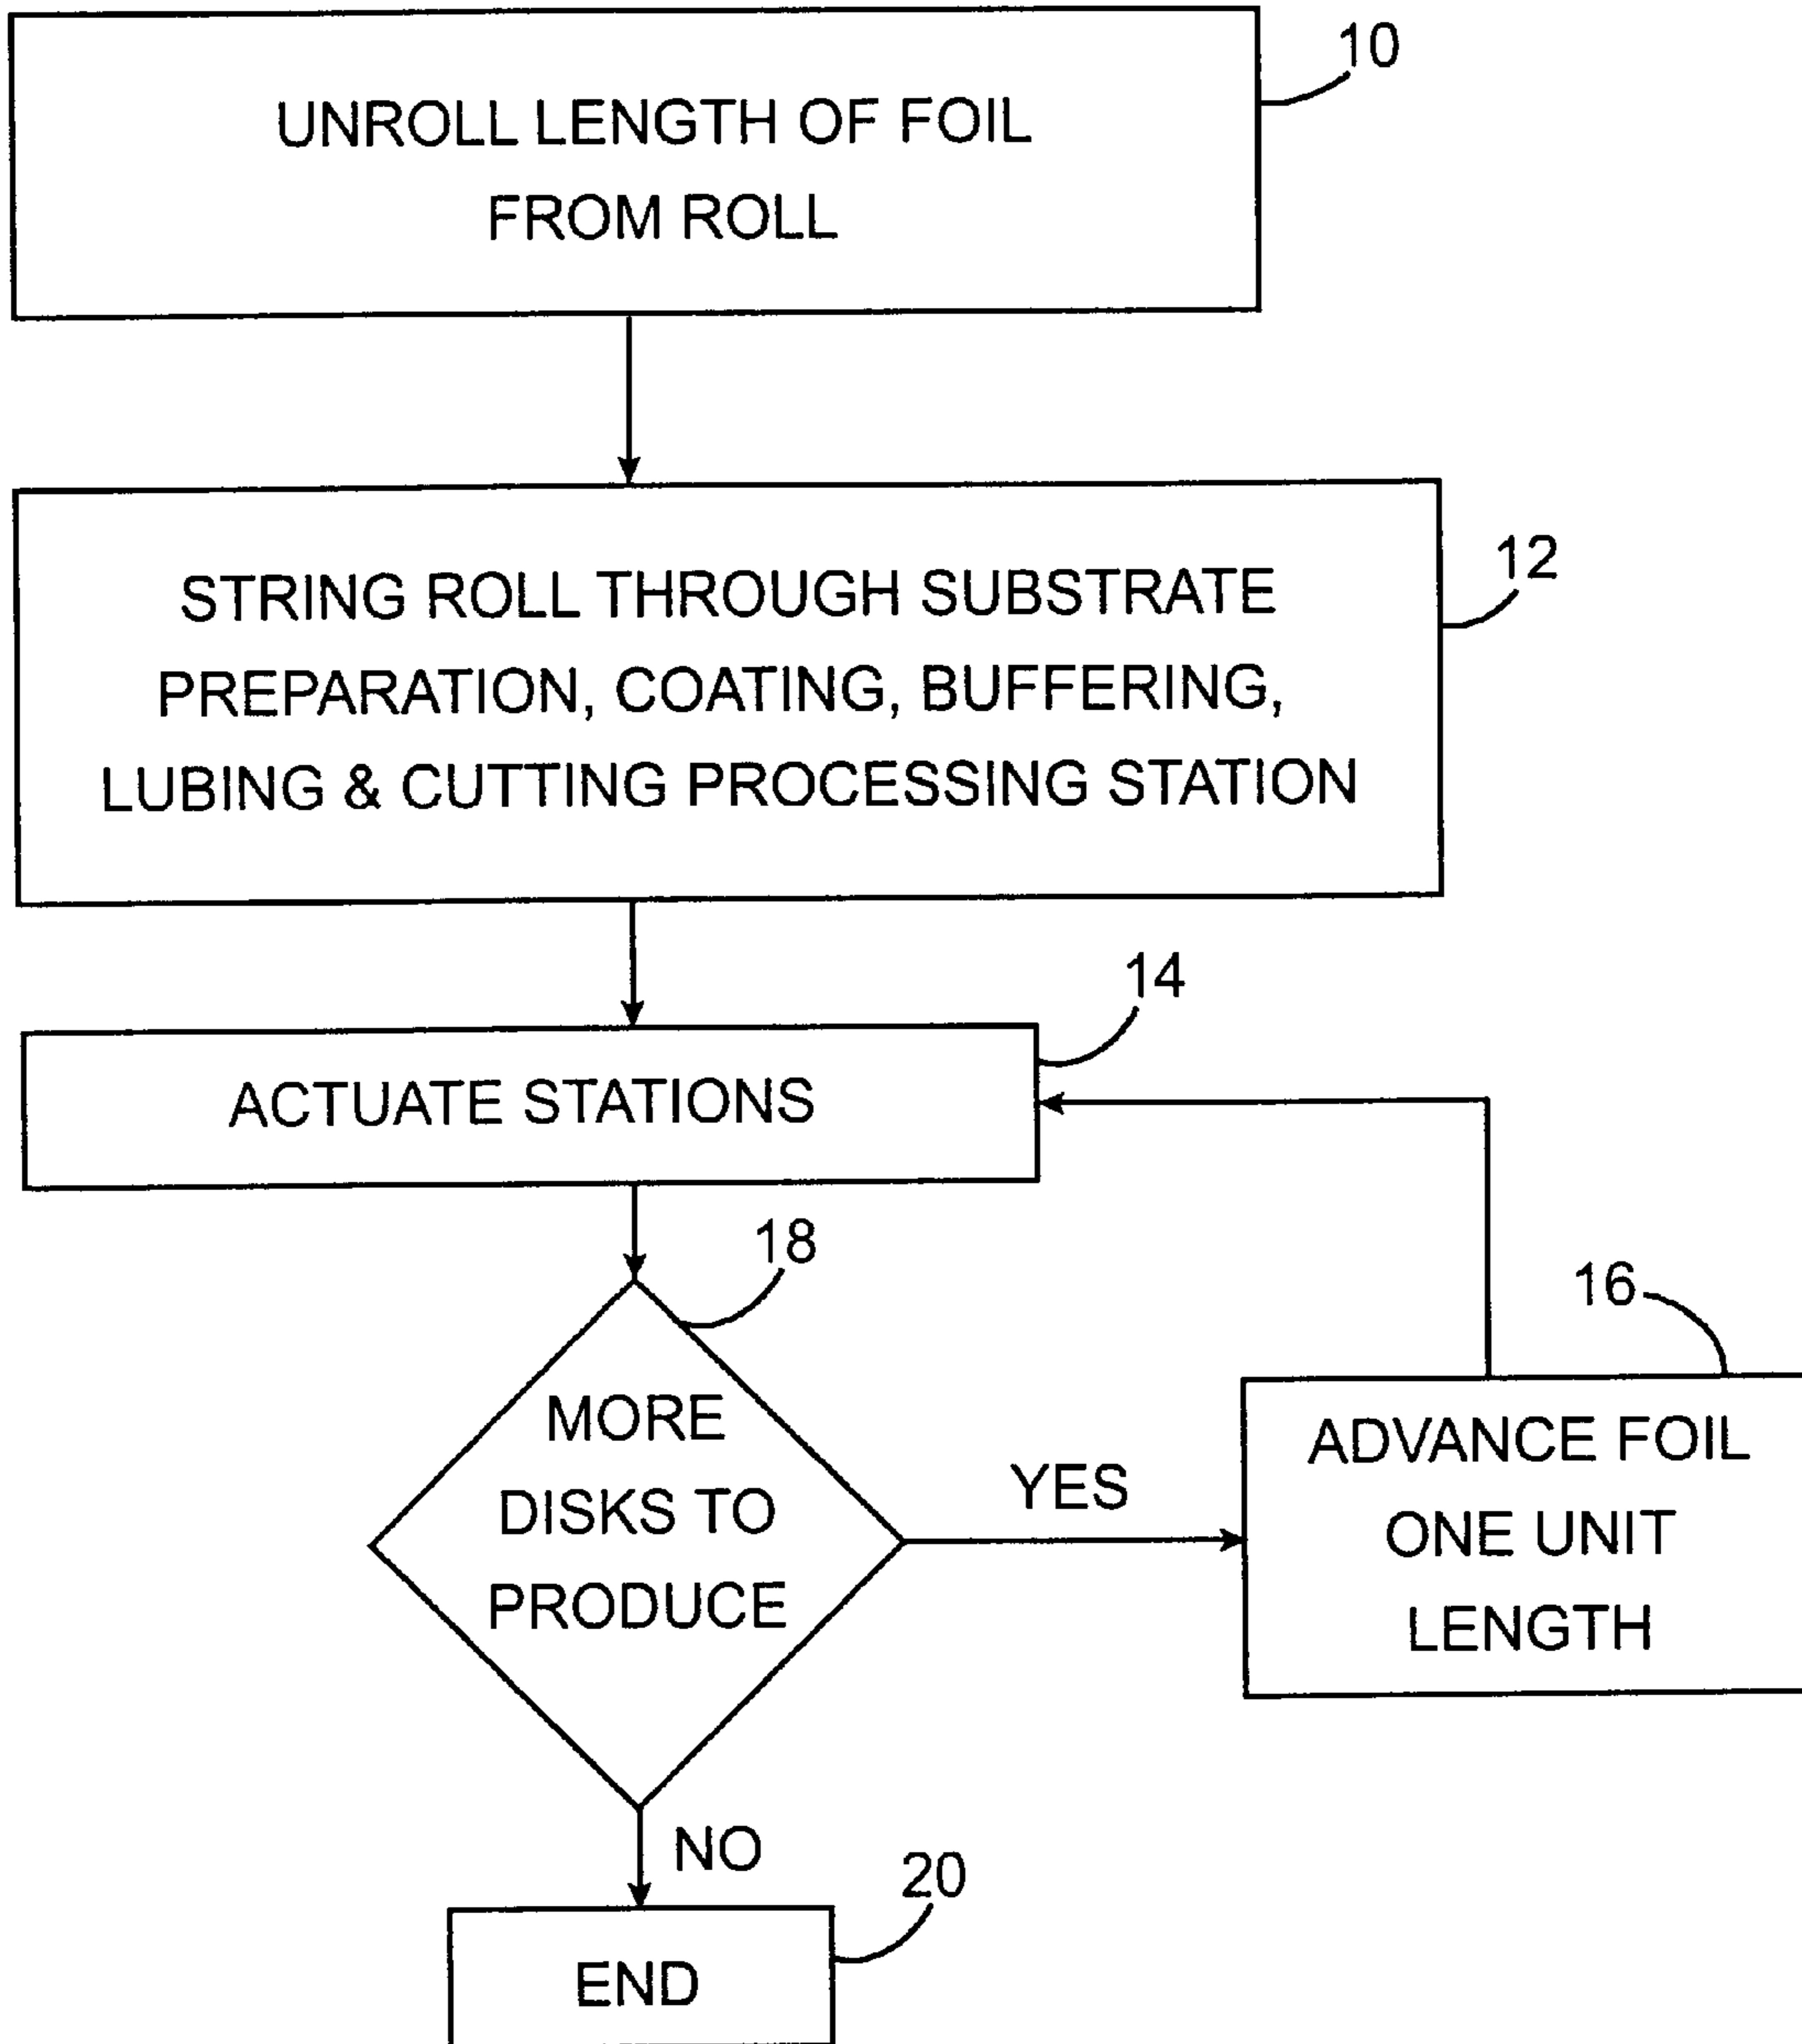 10
UNROLL LENGTH OF FOIL
FROM ROLL
12
STRING ROLL THROUGH SUBSTRATE
PREPARATION, COATING, BUFFERING,
LUBING & CUTTING PROCESSING STATION
14
ACTUATE STATIONS
18
MORE
DISKS TO
PRODUCE
YES
16
ADVANCE FOIL
ONE UNIT
LENGTH
NO
20
END